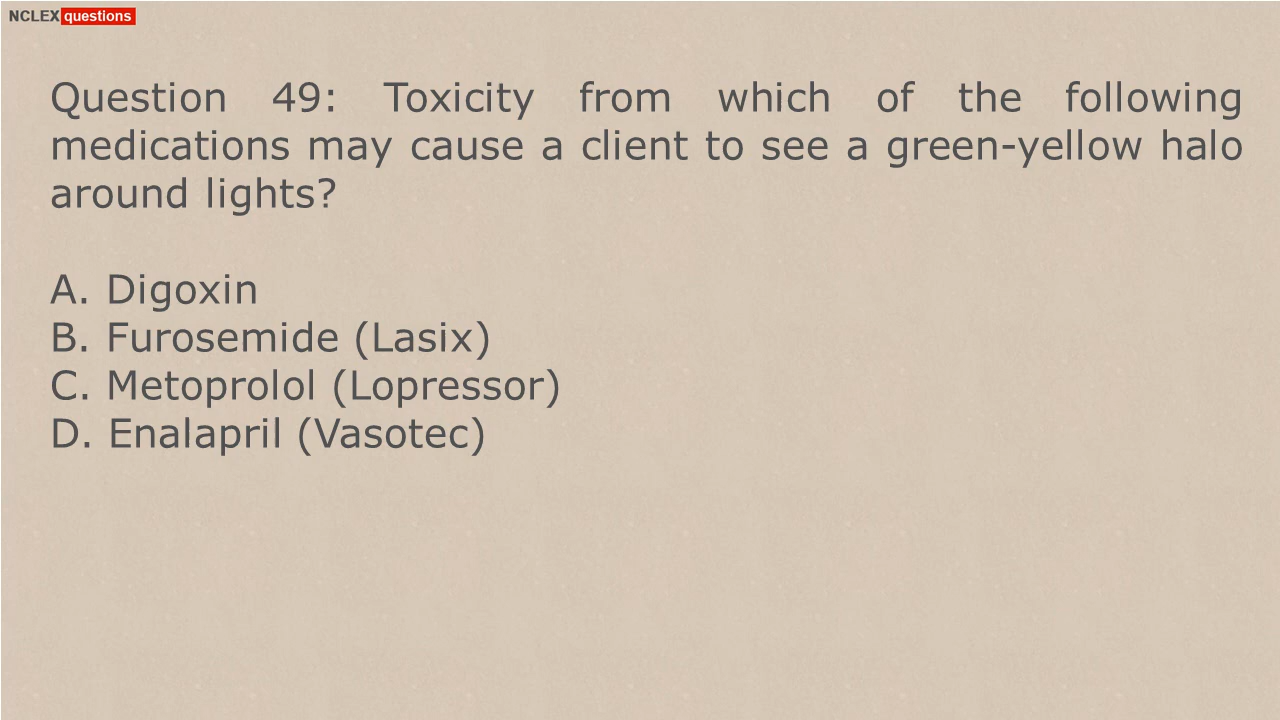 NCLEX questions
Question 49: Toxicity from which of the following
medications may cause a client to see a green-yellow halo
around lights?
A. Digoxin
B. Furosemide (Lasix)
C. Metoprolol (Lopressor)
D. Enalapril (Vasotec)